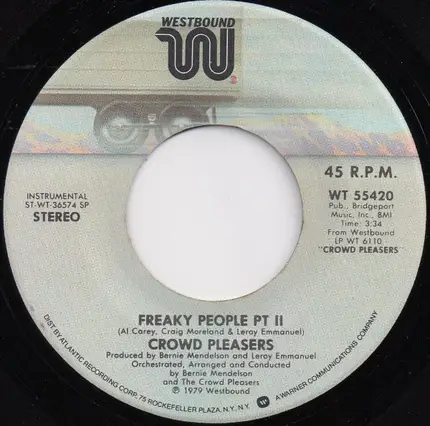 WESTBOUND
W
INSTRUMENTAL
ST-WT-36574 SP
STEREO
45 R.P.M.
WT 55420
Pub., Bridgeport
Music, Inc., BMI
Time: 3:34
From Westbound
LP WT 6110
"CROWD PLEASERS"
FREAKY PEOPLE PT II
(Al Carey, Craig Moreland & Leroy Emmanuel)
CROWD PLEASERS
Produced by Bernie Mendelson and Leroy Emmanuel
Orchestrated, Arranged and Conducted
by Bernie Mendelson
and The Crowd Pleasers
℗ 1979 Westbound
DIST BY ATLANTIC RECORDING CORP. 75 ROCKEFELLER PLAZA, N.Y. N.Y. A WARNER COMMUNICATIONS COMPANY